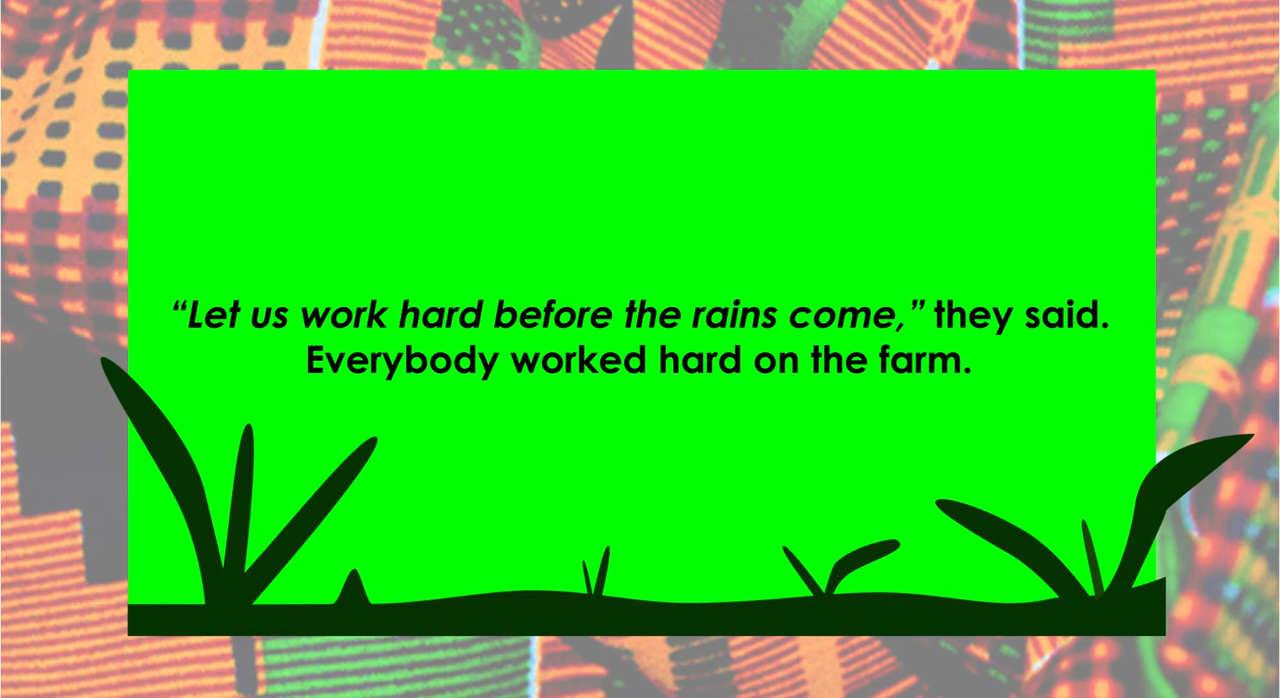 “Let us work hard before the rains come,” they said.
Everybody worked hard on the farm.